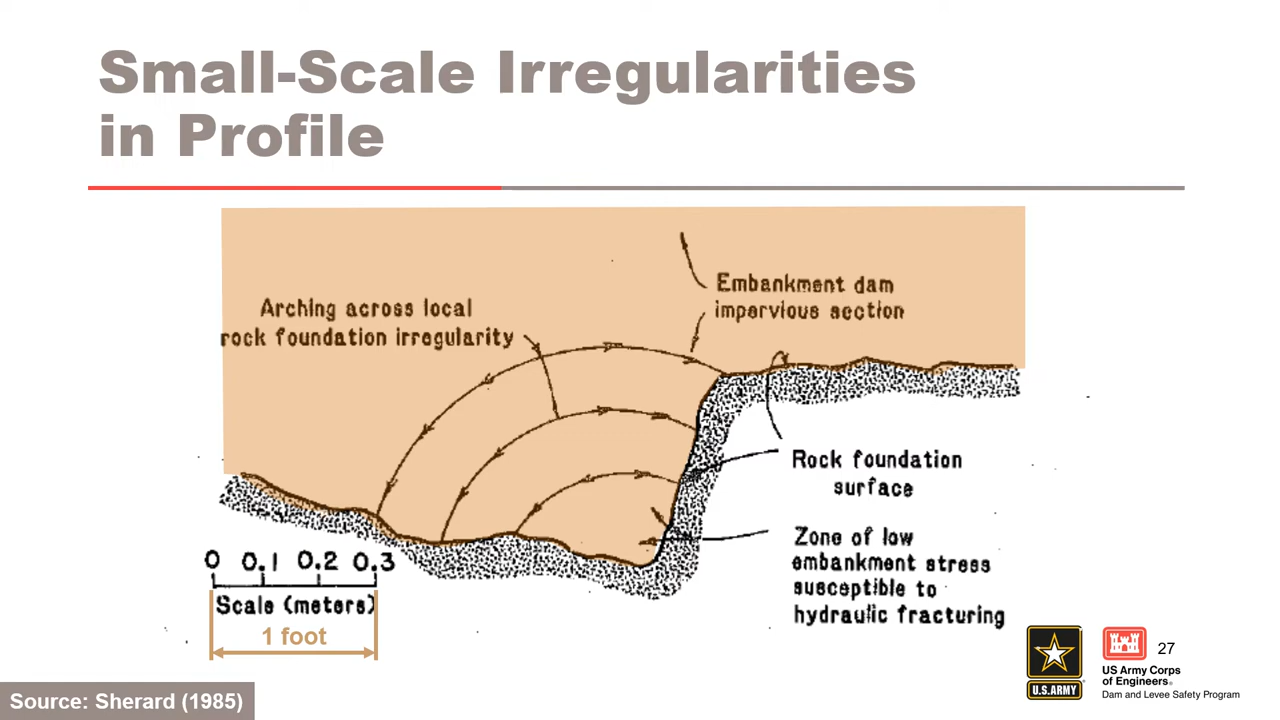 Small-Scale Irregularities
in Profile
Arching across local
rock foundation irregularity
Embankment dam
impervious section
Rock foundation
surface
Zone of low
embankment stress
susceptible to
hydraulic fracturing
0 0.1 0.2 0.3
Scale (meters)
1 foot
Source: Sherard (1985)
U.S.ARMY
US Army Corps
of Engineers®
Dam and Levee Safety Program
27